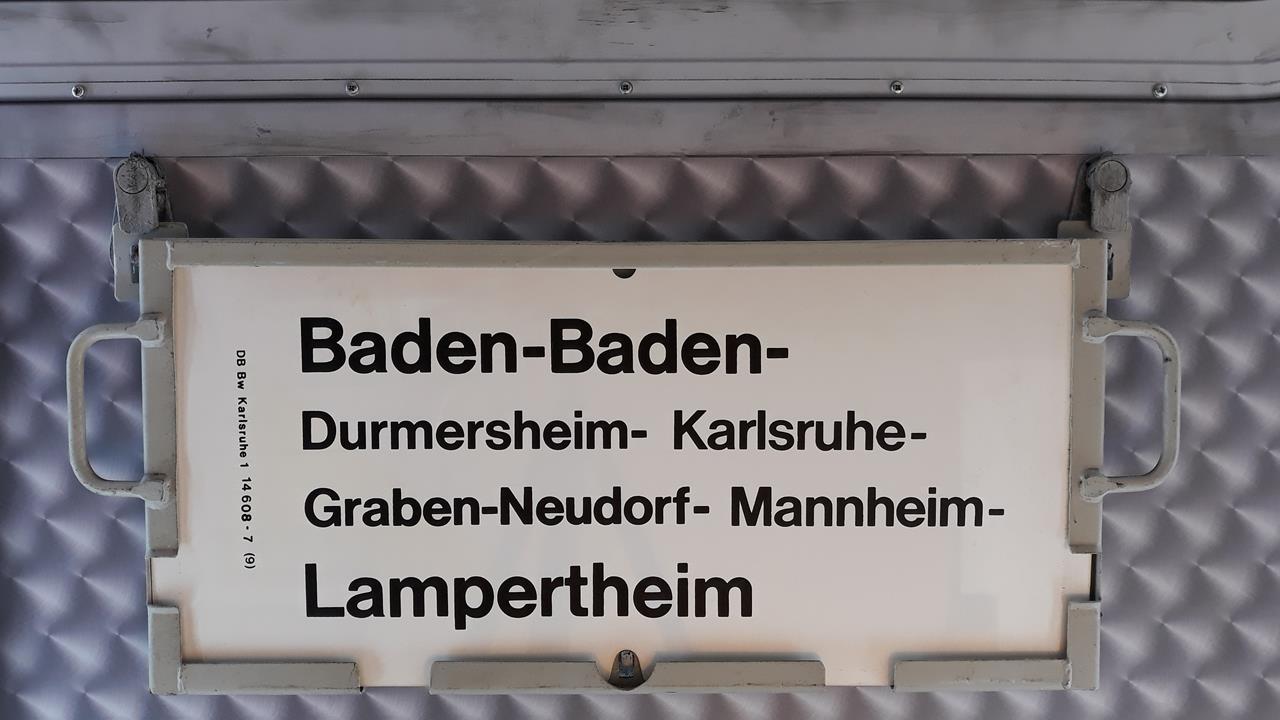 Baden-Baden-
Durmersheim- Karlsruhe-
Graben-Neudorf- Mannheim-
Lampertheim
DB Bw Karlsruhe 1 14 608 - 7 (9)